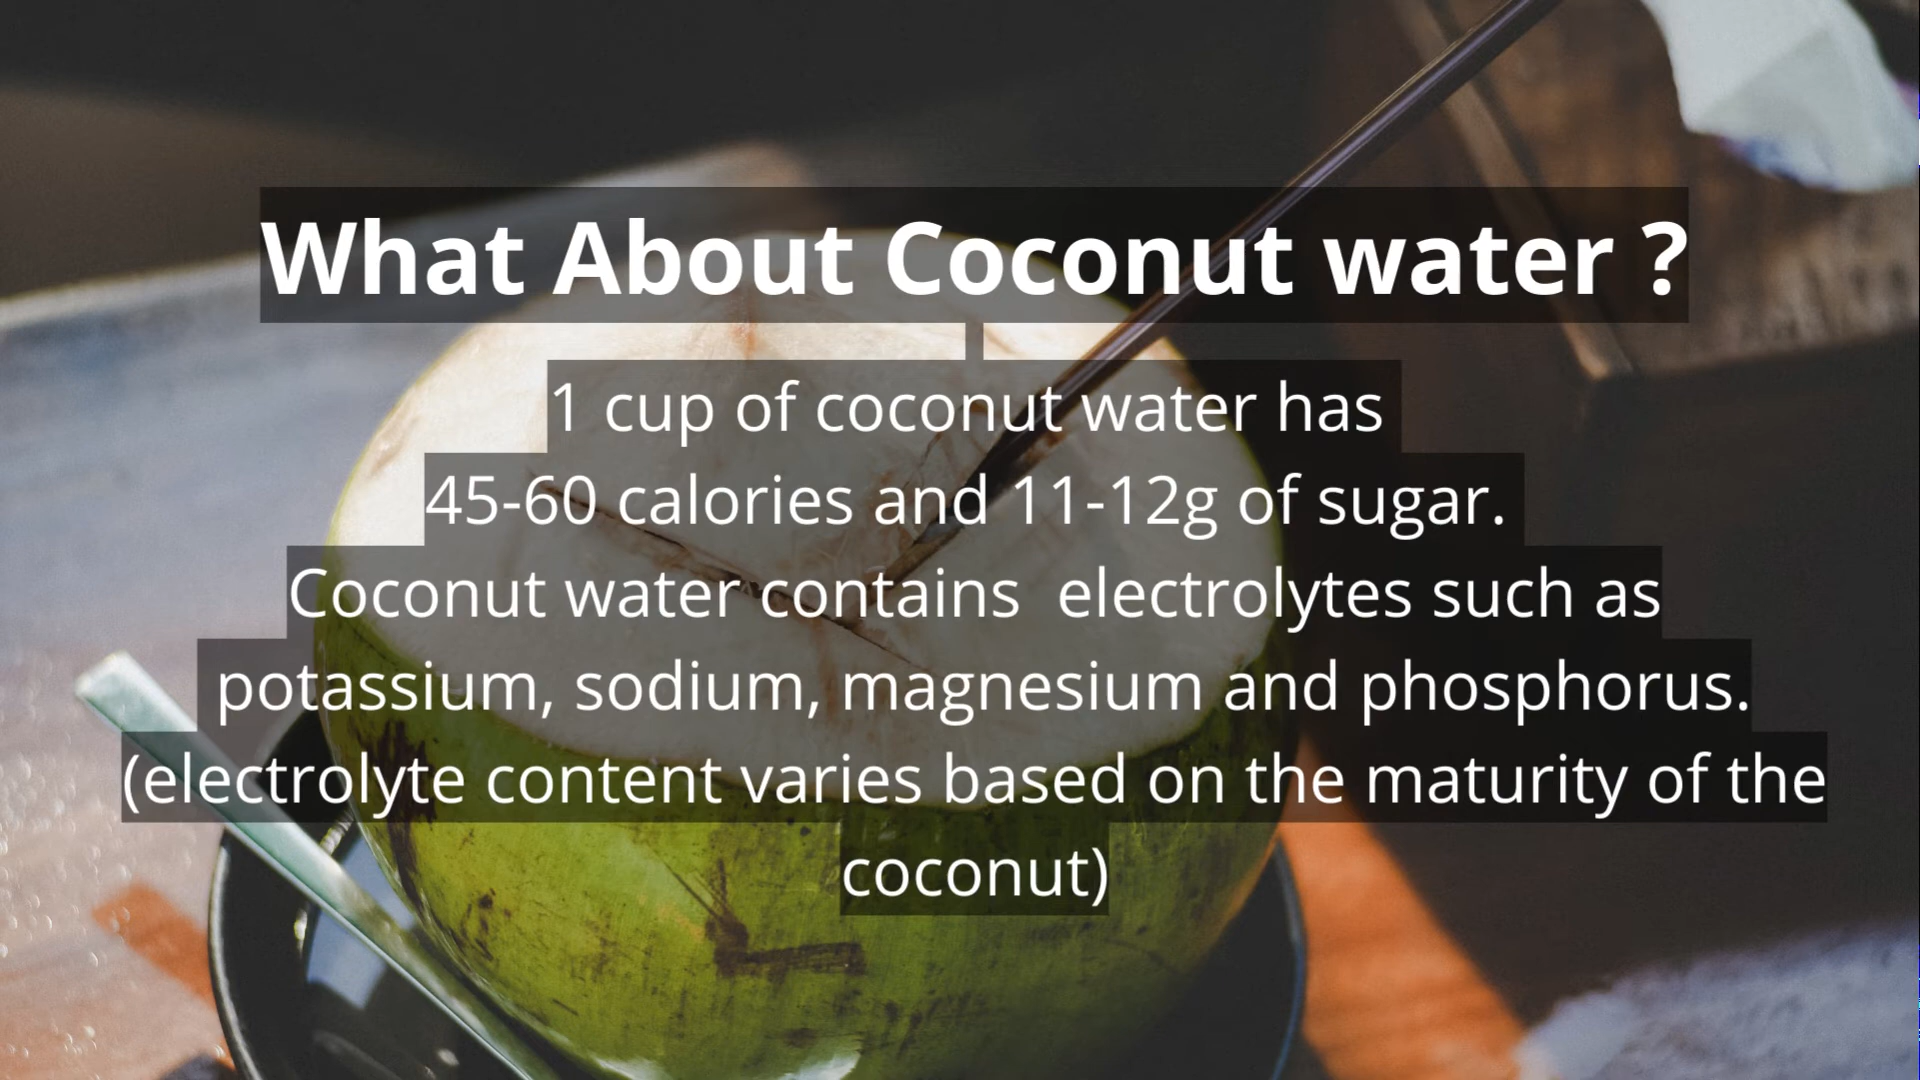 What About Coconut water ?
1 cup of coconut water has
45-60 calories and 11-12g of sugar.
Coconut water contains  electrolytes such as
potassium, sodium, magnesium and phosphorus.
(electrolyte content varies based on the maturity of the
coconut)